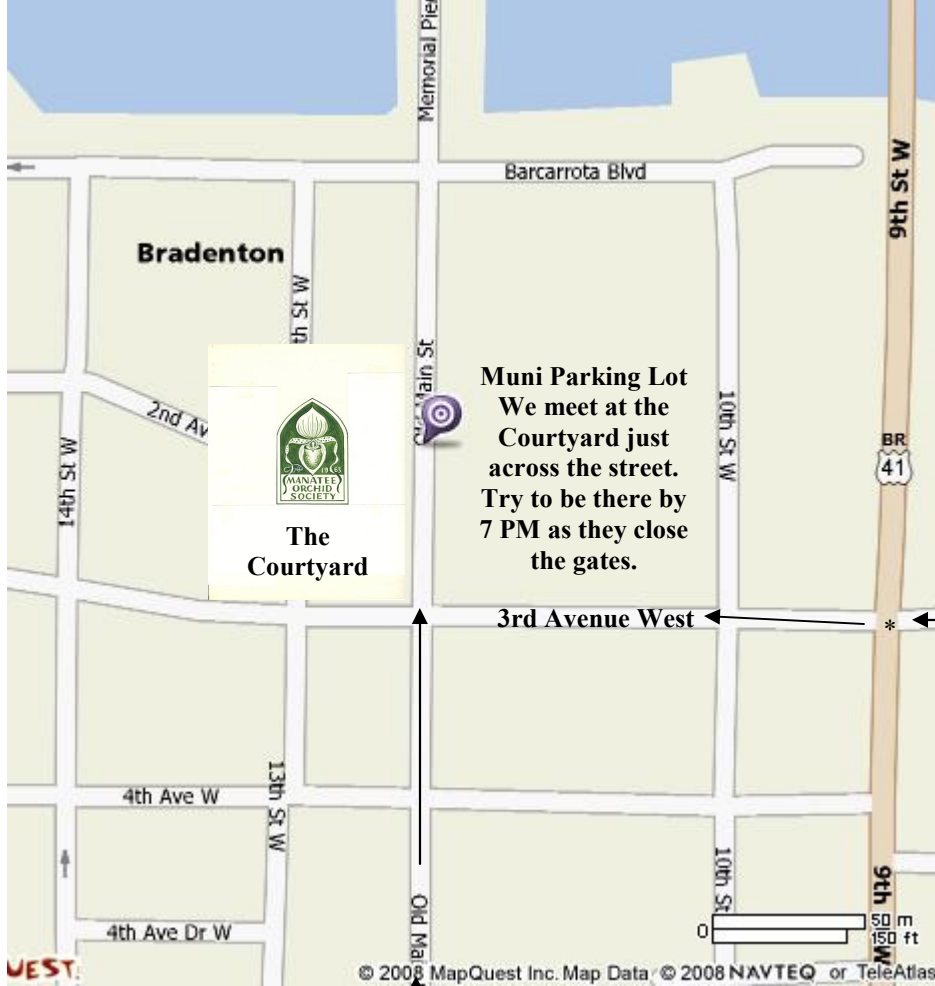 Memorial Pier
Barcarrota Blvd
9th St W
Bradenton
th St W
Old Main St
Muni Parking Lot
We meet at the
Courtyard just
across the street.
Try to be there by
7 PM as they close
the gates.
10th St W
BR
41
2nd Av
14th St W
19 63
MANATEE
ORCHID
SOCIETY
The
Courtyard
3rd Avenue West
*
13th St W
4th Ave W
10th St
9th
W
Old Mai
4th Ave Dr W
0
50 m
150 ft
UEST.
© 2008 MapQuest Inc. Map Data © 2008 NAVTEQ or TeleAtlas